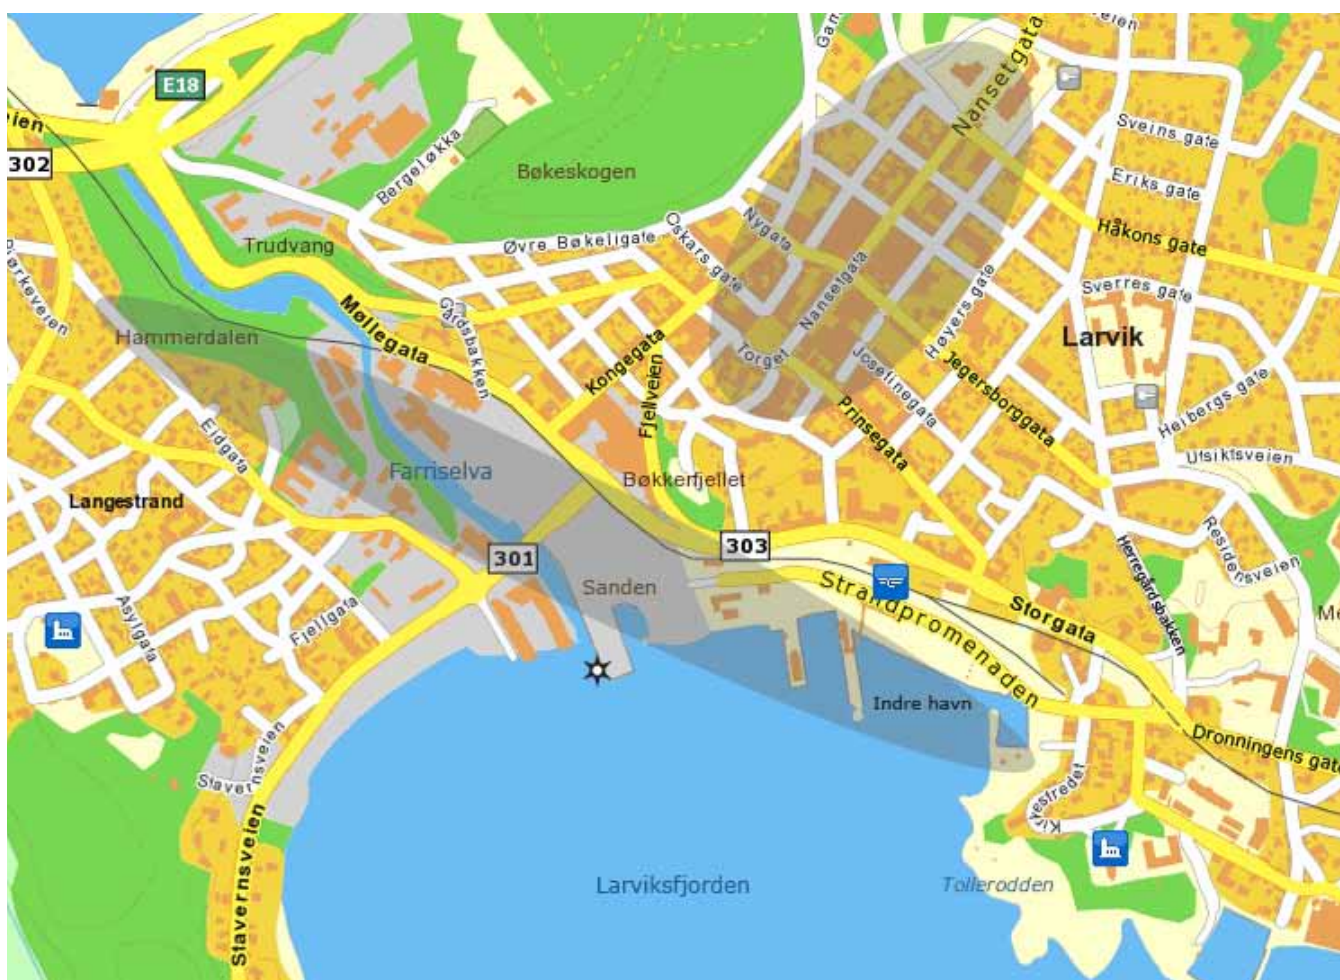 Nansetgata
E18
Sveins gate
302
Eriks gate
Bøkeskogen
Bergeløkka
Håkons gate
Nygata
Oskars gate
Øvre Bøkeligate
Trudvang
Nansetgata
Sverres gate
Bjørkeveien
Møllegata
Gårdsbakken
Høyers gate
Larvik
Hammerdalen
Torget
Josefinegata
Kongegata
Jegersborggata
Fjellveien
Prinsegata
Heibergs gate
Eidgata
Utsiktsveien
Farriselva
Bøkkerfjellet
Langestrand
303
301
Residensveien
Herregårdsbakken
Sanden
Strandpromenaden
Storgata
Asylgata
Fjellgata
Indre havn
Dronningens gate
Stavernsveien
Kirkestredet
Stavernsveien
Larviksfjorden
Tollerodden